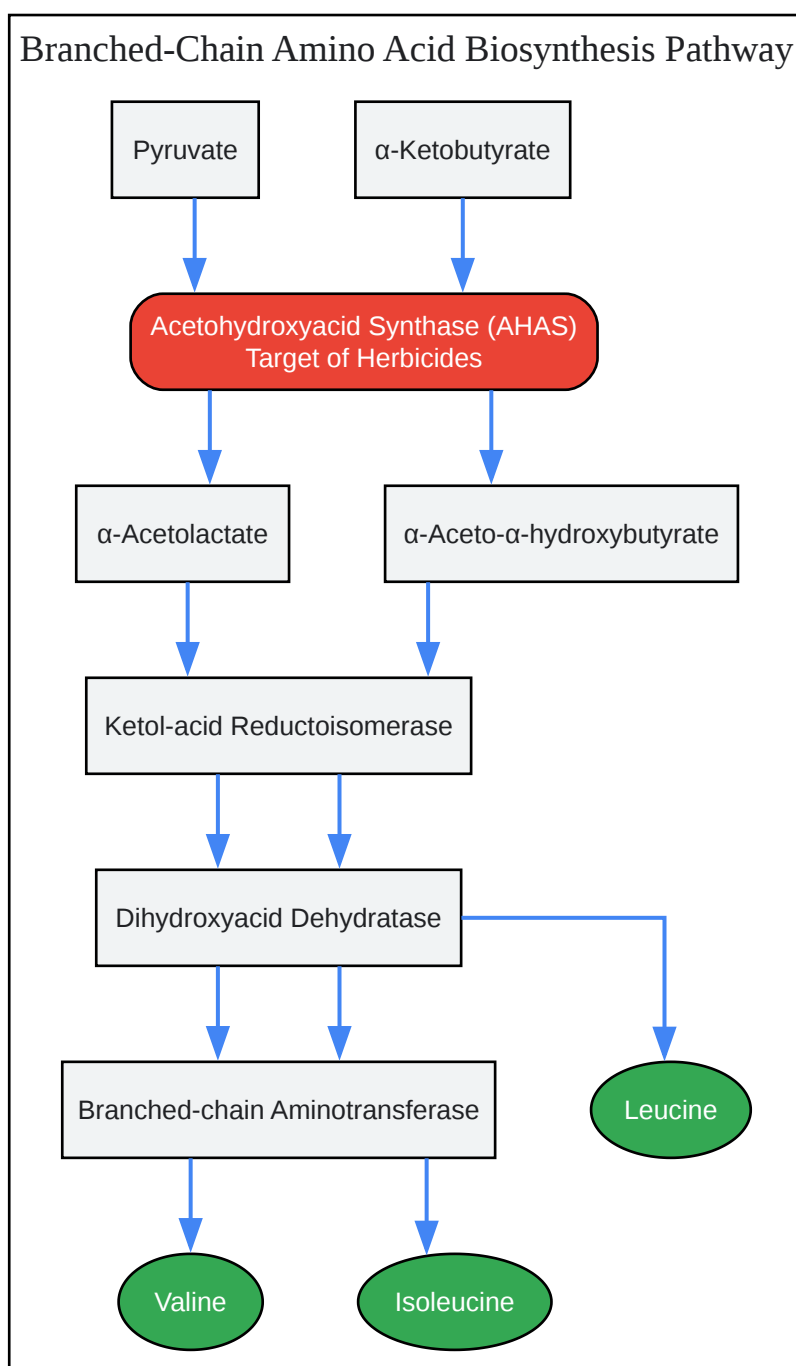 Branched-Chain Amino Acid Biosynthesis Pathway
Pyruvate
α-Ketobutyrate
Acetohydroxyacid Synthase (AHAS)
Target of Herbicides
α-Acetolactate
α-Aceto-α-hydroxybutyrate
Ketol-acid Reductoisomerase
Dihydroxyacid Dehydratase
Branched-chain Aminotransferase
Leucine
Valine
Isoleucine